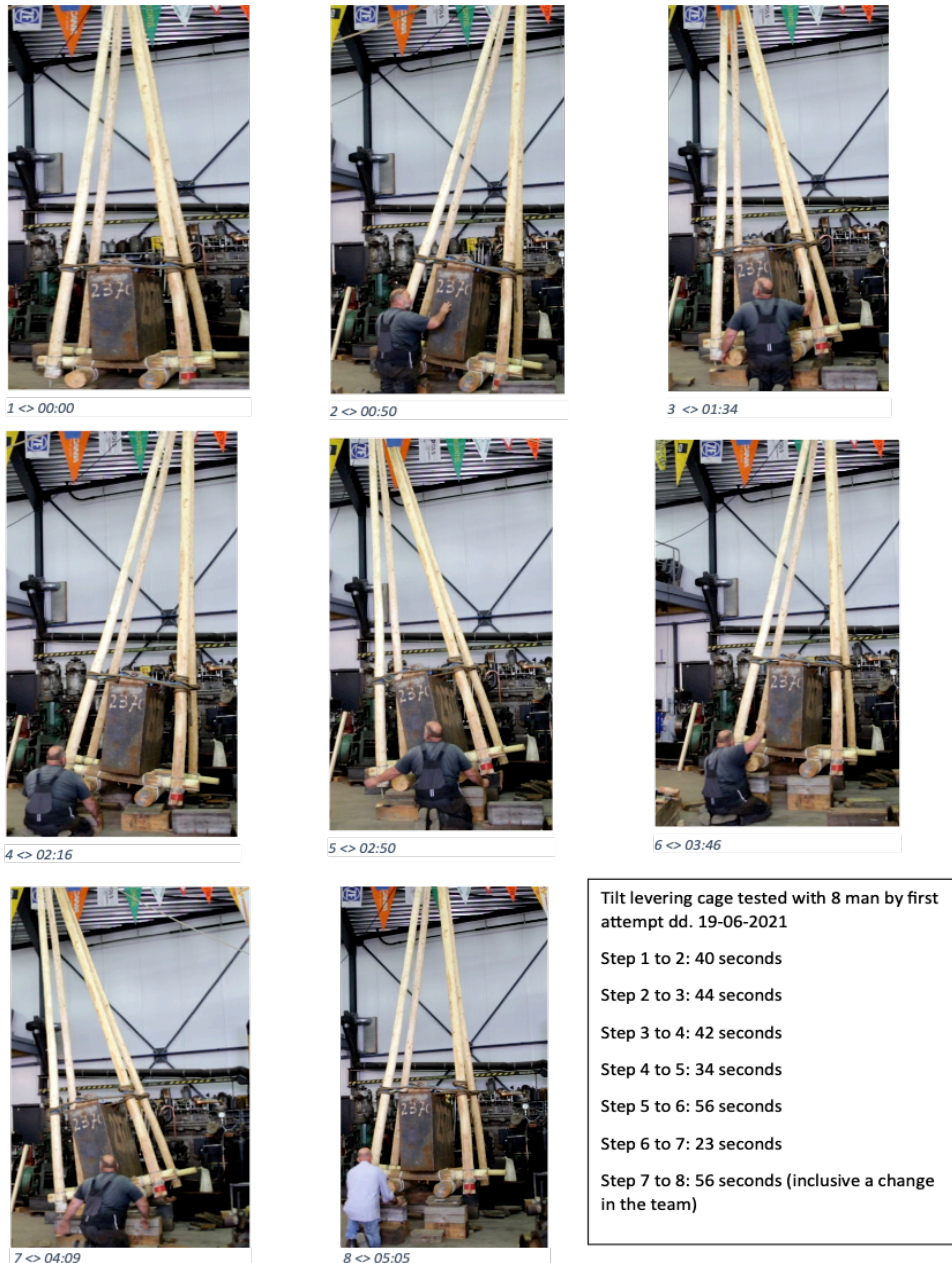 2370
1 <> 00:00
2370
2 <> 00:50
2370
3 <> 01:34
2370
4 <> 02:16
2370
5 <> 02:50
2370
6 <> 03:46
2370
7 <> 04:09
2370
8 <> 05:05
Tilt levering cage tested with 8 man by first
attempt dd. 19-06-2021
Step 1 to 2: 40 seconds
Step 2 to 3: 44 seconds
Step 3 to 4: 42 seconds
Step 4 to 5: 34 seconds
Step 5 to 6: 56 seconds
Step 6 to 7: 23 seconds
Step 7 to 8: 56 seconds (inclusive a change
in the team)